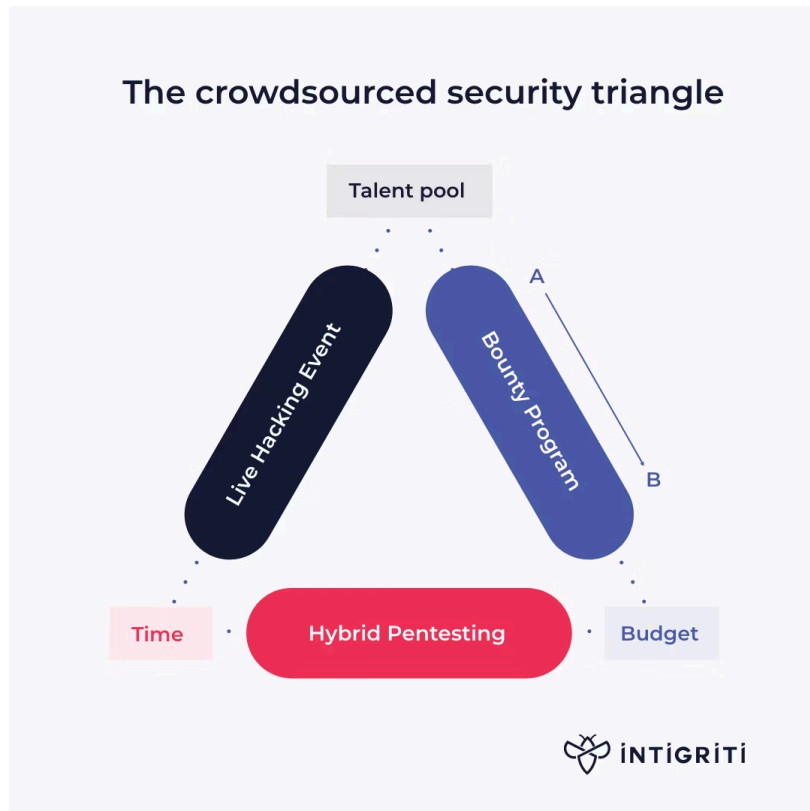 The crowdsourced security triangle
Talent pool
A
Live Hacking Event
Bounty Program
B
Time
Hybrid Pentesting
Budget
INTIGRITI